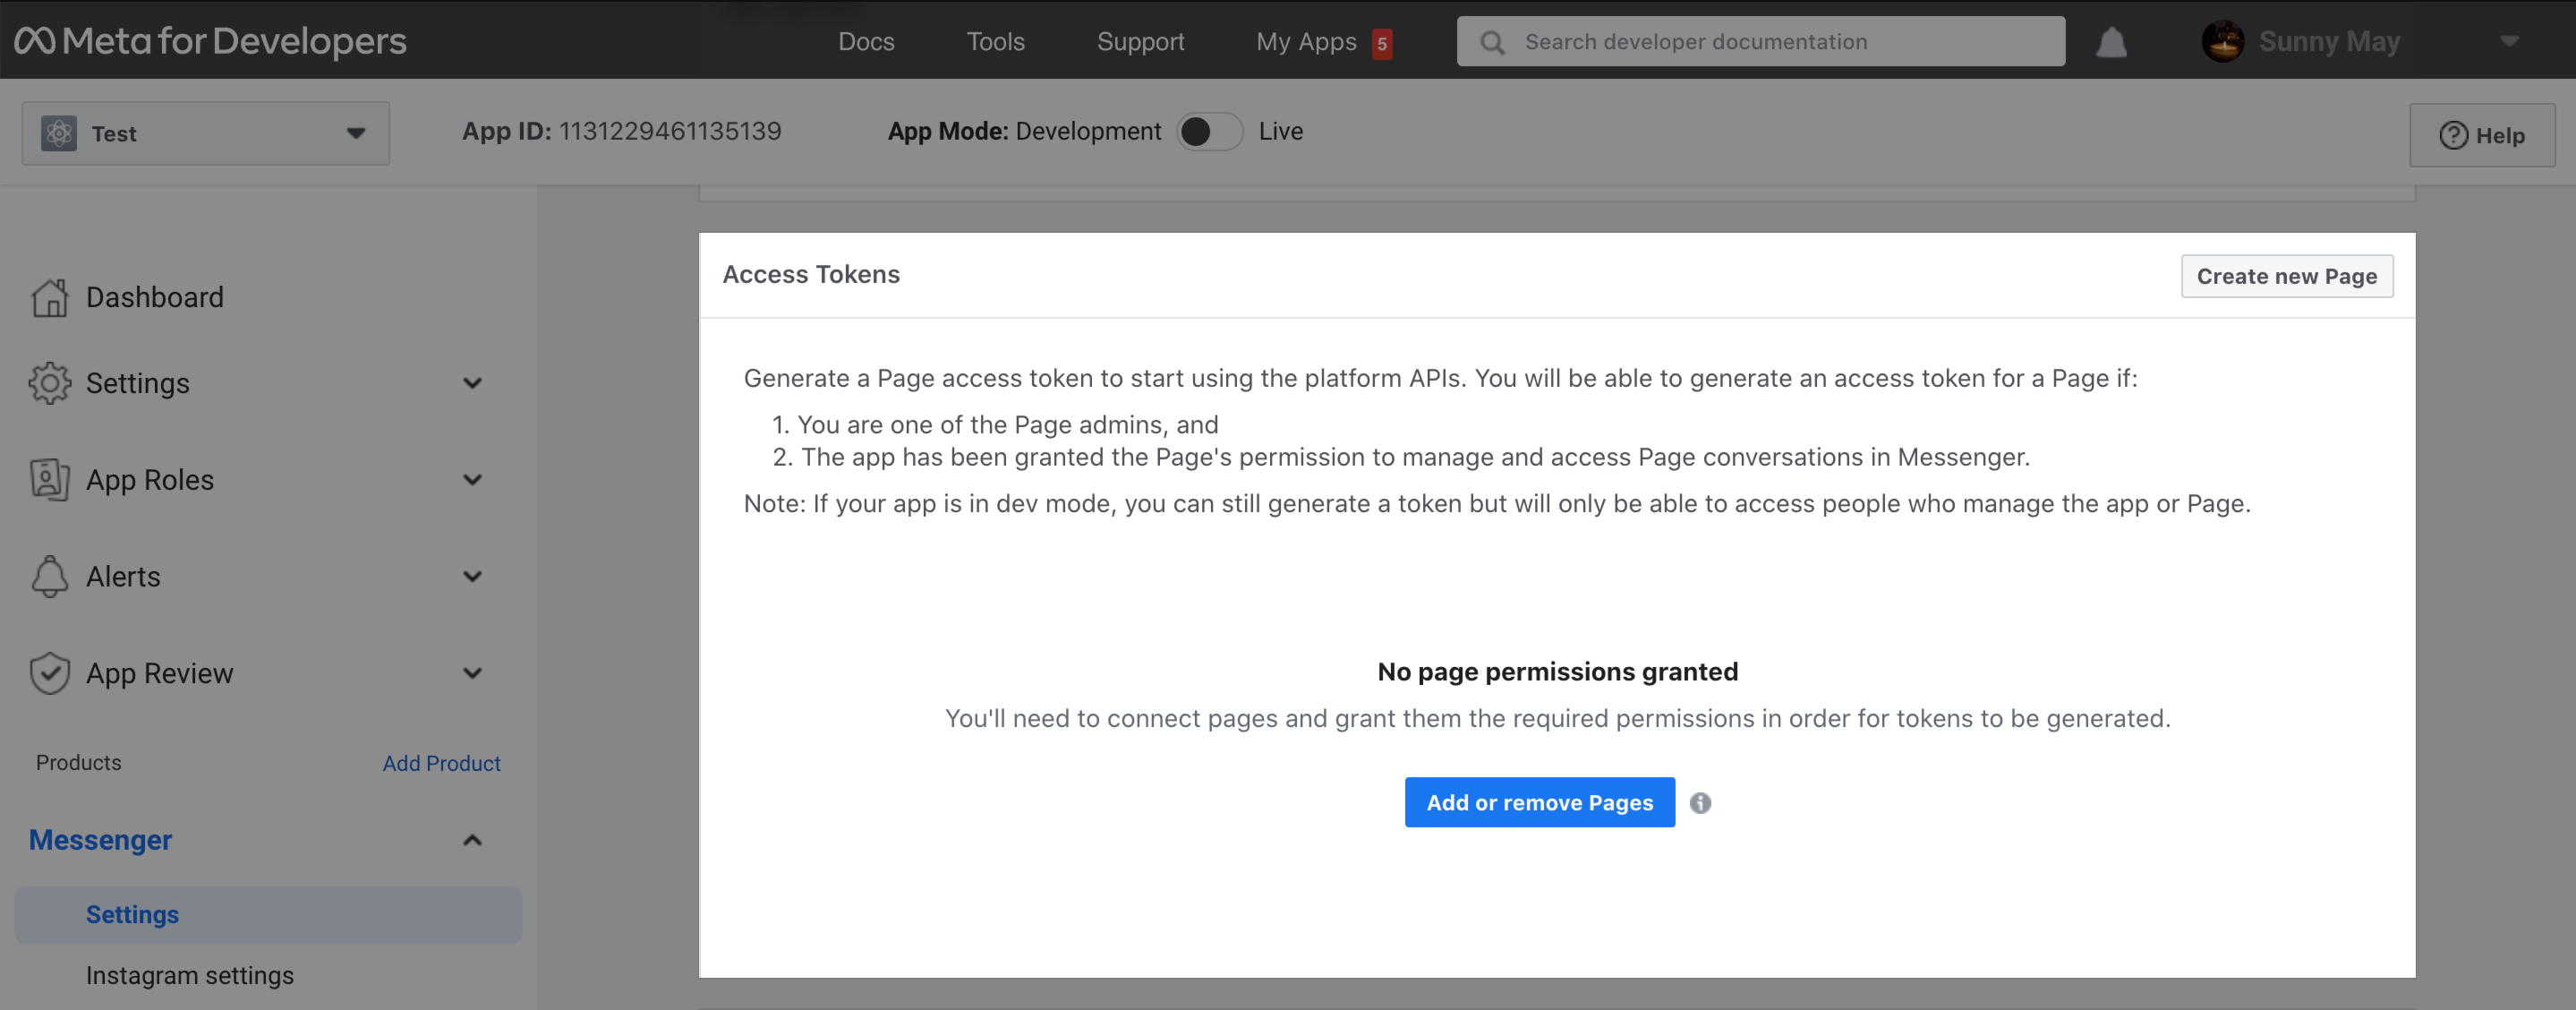 Meta for Developers
Docs
Tools
Support
My Apps 5
Search developer documentation
Sunny May
Test
App ID: 1131229461135139
App Mode: Development
Live
Help
Dashboard
Settings
App Roles
Alerts
App Review
Products
Add Product
Messenger
Settings
Instagram settings
Access Tokens
Create new Page
Generate a Page access token to start using the platform APIs. You will be able to generate an access token for a Page if:
1. You are one of the Page admins, and
2. The app has been granted the Page's permission to manage and access Page conversations in Messenger.
Note: If your app is in dev mode, you can still generate a token but will only be able to access people who manage the app or Page.
No page permissions granted
You'll need to connect pages and grant them the required permissions in order for tokens to be generated.
Add or remove Pages